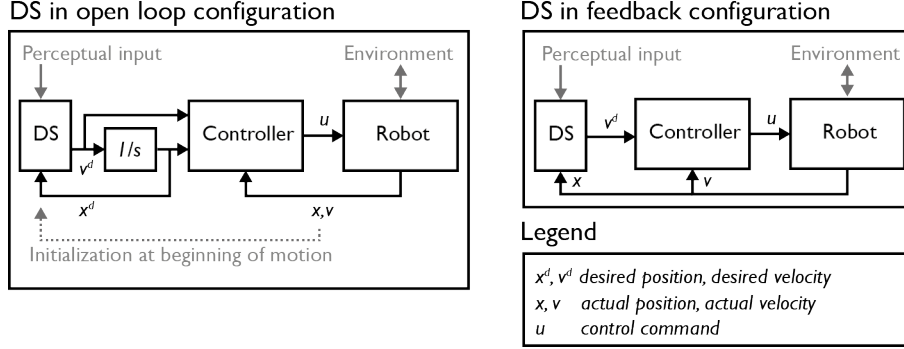 DS in open loop configuration
Perceptual input
Environment
DS
1/s
Controller
u
Robot
v^d
x^d
x, v
Initialization at beginning of motion
DS in feedback configuration
Perceptual input
Environment
DS
v^d
Controller
u
Robot
x
v
Legend
x^d, v^d desired position, desired velocity
x, v actual position, actual velocity
u control command